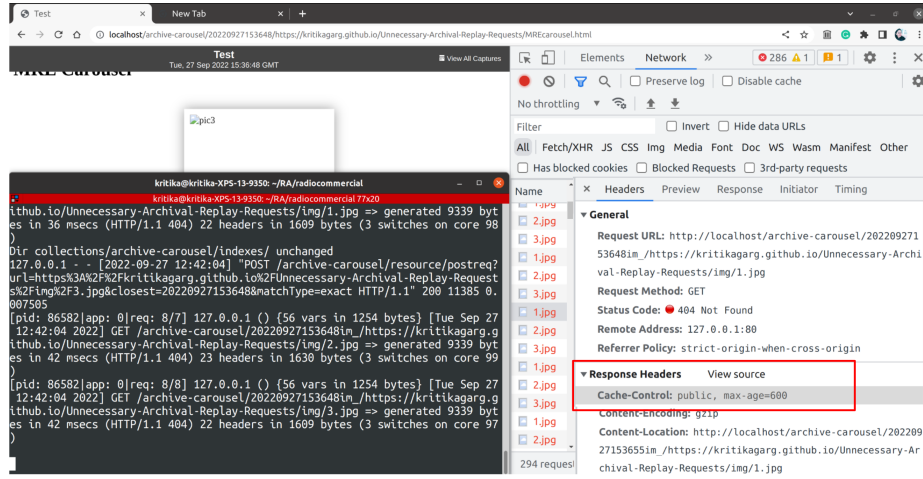 Test
New Tab
localhost/archive-carousel/20220927153648/https://kritikagarg.github.io/Unnecessary-Archival-Replay-Requests/MRECarousel.html
Test
Tue, 27 Sep 2022 15:36:48 GMT
View All Captures
MRE Carousel
pic3
kritika@kritika-XPS-13-9350: ~/RA/radiocommercial
kritika@kritika-XPS-13-9350: ~/RA/radiocommercial 77x20
ithub.io/Unnecessary-Archival-Replay-Requests/img/1.jpg => generated 9339 byt
es in 36 msecs (HTTP/1.1 404) 22 headers in 1609 bytes (3 switches on core 98
)
Dir collections/archive-carousel/indexes/ unchanged
127.0.0.1 - - [2022-09-27 12:42:04] "POST /archive-carousel/resource/postreq?
url=https%3A%2F%2Fkritikagarg.github.io%2FUnnecessary-Archival-Replay-Request
s%2Fimg%2F3.jpg&closest=20220927153648&matchType=exact HTTP/1.1" 200 11385 0.
007505
[pid: 86582|app: 0|req: 8/7] 127.0.0.1 () {56 vars in 1254 bytes} [Tue Sep 27
12:42:04 2022] GET /archive-carousel/20220927153648im_/https://kritikagarg.g
ithub.io/Unnecessary-Archival-Replay-Requests/img/2.jpg => generated 9339 byt
es in 42 msecs (HTTP/1.1 404) 23 headers in 1630 bytes (3 switches on core 99
)
[pid: 86582|app: 0|req: 8/8] 127.0.0.1 () {56 vars in 1254 bytes} [Tue Sep 27
12:42:04 2022] GET /archive-carousel/20220927153648im_/https://kritikagarg.g
ithub.io/Unnecessary-Archival-Replay-Requests/img/3.jpg => generated 9339 byt
es in 42 msecs (HTTP/1.1 404) 22 headers in 1609 bytes (3 switches on core 97
)
Elements Network » 286 1 1
Preserve log Disable cache
No throttling
Filter Invert Hide data URLs
All Fetch/XHR JS CSS Img Media Font Doc WS Wasm Manifest Other
Has blocked cookies Blocked Requests 3rd-party requests
Name
1.jpg
2.jpg
3.jpg
1.jpg
2.jpg
3.jpg
1.jpg
2.jpg
3.jpg
1.jpg
2.jpg
3.jpg
1.jpg
2.jpg
294 request
Headers Preview Response Initiator Timing
General
Request URL: http://localhost/archive-carousel/202209271
53648im_/https://kritikagarg.github.io/Unnecessary-Archi
val-Replay-Requests/img/1.jpg
Request Method: GET
Status Code: 404 Not Found
Remote Address: 127.0.0.1:80
Referrer Policy: strict-origin-when-cross-origin
Response Headers View source
Cache-Control: public, max-age=600
Content-Encoding: gzip
Content-Location: http://localhost/archive-carousel/202209
27153655im_/https://kritikagarg.github.io/Unnecessary-Ar
chival-Replay-Requests/img/1.jpg